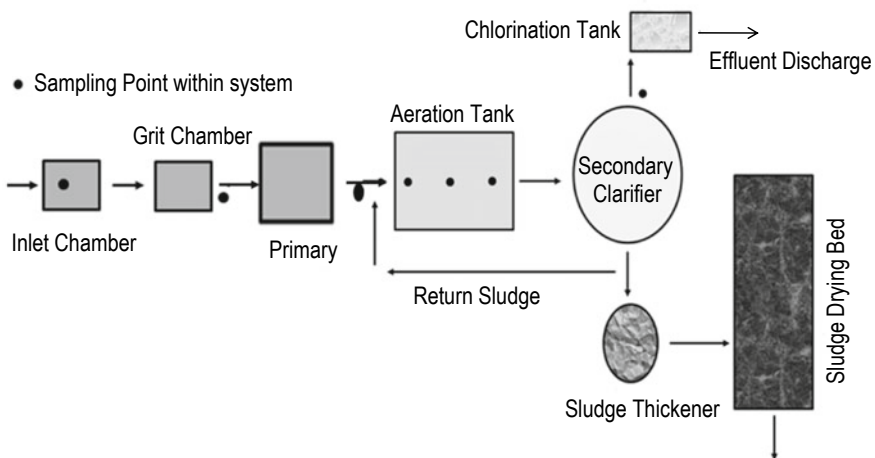 Chlorination Tank
Effluent Discharge
• Sampling Point within system
Aeration Tank
Grit Chamber
Secondary
Clarifier
Inlet Chamber
Primary
Return Sludge
Sludge Drying Bed
Sludge Thickener